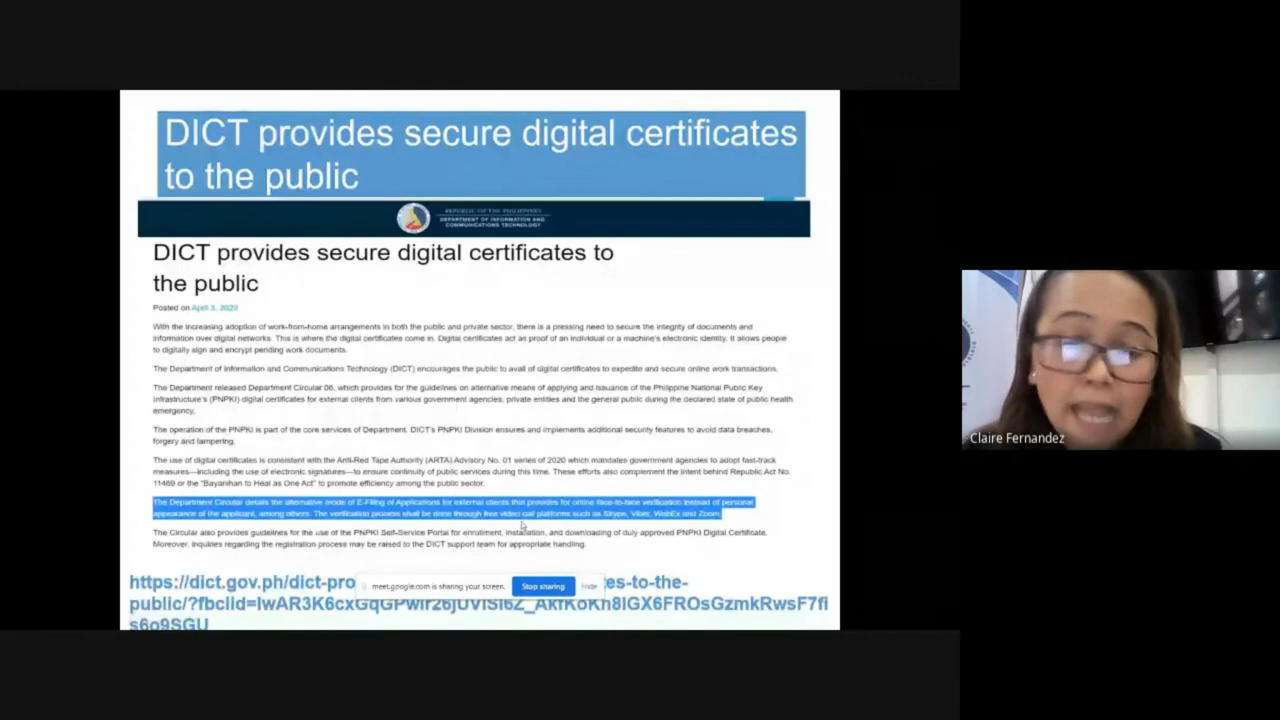 DICT provides secure digital certificates
to the public
REPUBLIC OF THE PHILIPPINES
DEPARTMENT OF INFORMATION AND
COMMUNICATIONS TECHNOLOGY
DICT provides secure digital certificates to
the public
Posted on April 3, 2020
With the increasing adoption of work-from-home arrangements in both the public and private sector, there is a pressing need to secure the integrity of documents and
information over digital networks. This is where the digital certificates come in. Digital certificates act as proof of an individual or a machine's electronic identity. It allows people
to digitally sign and encrypt pending work documents.
The Department of Information and Communications Technology (DICT) encourages the public to avail of digital certificates to expedite and secure online work transactions.
The Department released Department Circular 06, which provides for the guidelines on alternative means of applying and issuance of the Philippine National Public Key
Infrastructure's (PNPKI) digital certificates for external clients from various government agencies, private entities and the general public during the declared state of public health
emergency.
The operation of the PNPKI is part of the core services of Department. DICT's PNPKI Division ensures and implements additional security features to avoid data breaches,
forgery and tampering.
The use of digital certificates is consistent with the Anti-Red Tape Authority (ARTA) Advisory No. 01 series of 2020 which mandates government agencies to adopt fast-track
measures—including the use of electronic signatures—to ensure continuity of public services during this time. These efforts also complement the intent behind Republic Act No.
11469 or the "Bayanihan to Heal as One Act" to promote efficiency among the public sector.
The Department Circular details the alternative mode of E-Filing of Applications for external clients that provides for online face-to-face verification instead of personal
appearance of the applicant, among others. The verification process shall be done through free video call platforms such as Skype, Viber, WebEx and Zoom.
The Circular also provides guidelines for the use of the PNPKI Self-Service Portal for enrollment, installation, and downloading of duly approved PNPKI Digital Certificate.
Moreover, inquiries regarding the registration process may be raised to the DICT support team for appropriate handling.
https://dict.gov.ph/dict-pro es-to-the-
meet.google.com is sharing your screen. Stop sharing Hide
s6o9SGU
Claire Fernandez